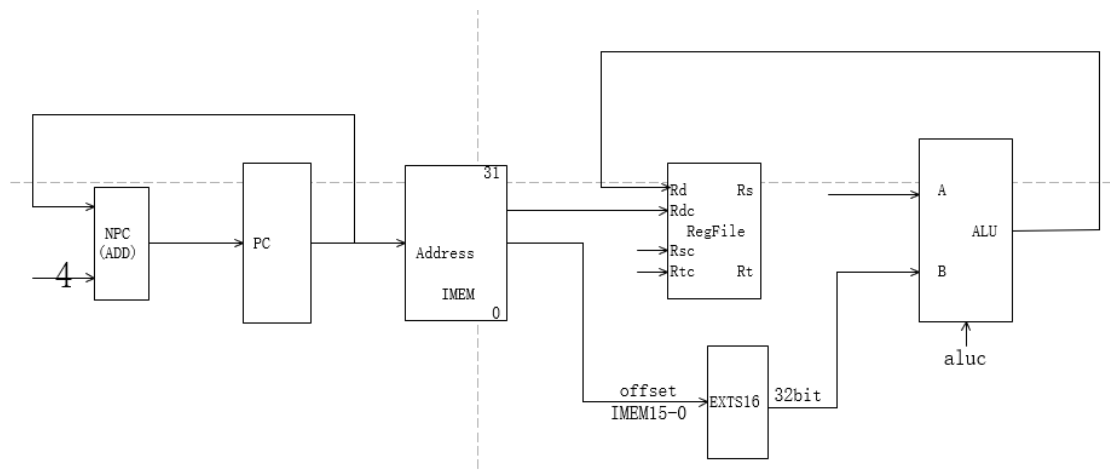 31
Rd
Rs
A
Rdc
NPC
(ADD)
PC
RegFile
ALU
Address
Rsc
4
Rtc
Rt
B
IMEM
0
aluc
offset
EXTS16
32bit
IMEM15-0